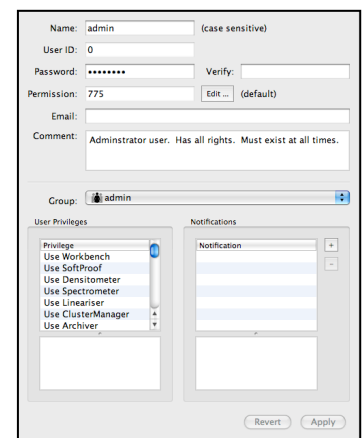 Name: admin (case sensitive)
User ID: 0
Password: •••••••• Verify:
Permission: 775 Edit ... (default)
Email:
Comment: Adminstrator user. Has all rights. Must exist at all times.
Group: admin
User Privileges Notifications
Privilege Notification +
Use Workbench −
Use SoftProof
Use Densitometer
Use Spectrometer
Use Lineariser
Use ClusterManager
Use Archiver
Revert Apply